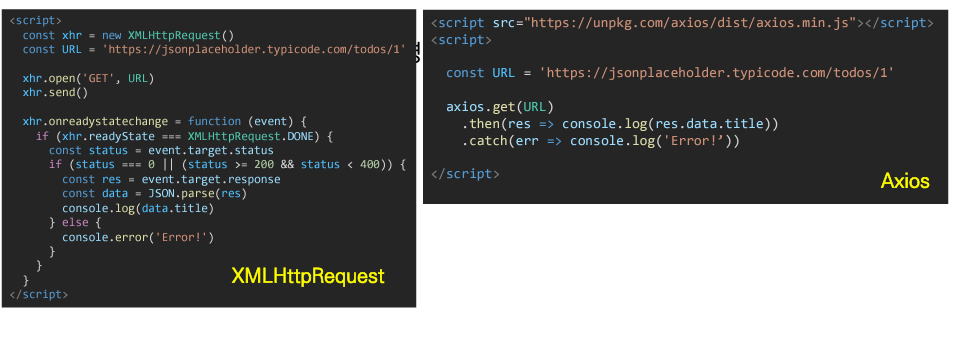 <script>
const xhr = new XMLHttpRequest()
const URL = 'https://jsonplaceholder.typicode.com/todos/1'
xhr.open('GET', URL)
xhr.send()
xhr.onreadystatechange = function (event) {
if (xhr.readyState === XMLHttpRequest.DONE) {
const status = event.target.status
if (status === 0 || (status >= 200 && status < 400)) {
const res = event.target.response
const data = JSON.parse(res)
console.log(data.title)
} else {
console.error('Error!')
}
}
}
</script>
XMLHttpRequest
<script src="https://unpkg.com/axios/dist/axios.min.js"></script>
<script>
const URL = 'https://jsonplaceholder.typicode.com/todos/1'
axios.get(URL)
.then(res => console.log(res.data.title))
.catch(err => console.log('Error!’))
</script>
Axios